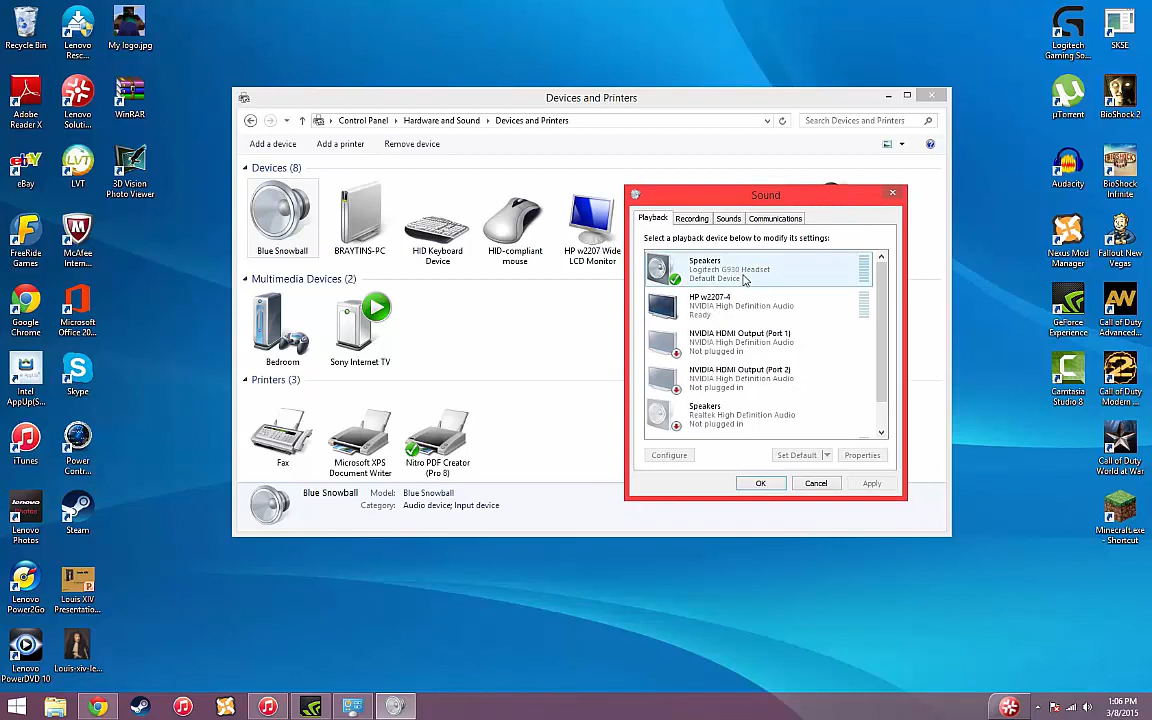 Recycle Bin
Lenovo
Resc...
My logo.jpg
Adobe
Reader X
Lenovo
Soluti...
WinRAR
eBay
LVT
3D Vision
Photo Viewer
FreeRide
Games
McAfee
Intern...
Google
Chrome
Microsoft
Office 20...
Intel
AppUp(S...
Skype
iTunes
Power
Contr...
Lenovo
Photos
Steam
Lenovo
Power2Go
Louis XIV
Presentatio...
Lenovo
PowerDVD 10
Louis-xiv-le...
Devices and Printers
Control Panel
Hardware and Sound
Devices and Printers
Search Devices and Printers
Add a device
Add a printer
Remove device
Devices (8)
Blue Snowball
BRAYTIN-PC
HID Keyboard
Device
HID-compliant
mouse
HP w2207 Wide
LCD Monitor
Multimedia Devices (2)
Bedroom
Sony Internet TV
Printers (3)
Fax
Microsoft XPS
Document Writer
Nitro PDF Creator
(Pro 8)
Blue Snowball
Model: Blue Snowball
Category: Audio device; Input device
Sound
Playback
Recording
Sounds
Communications
Select a playback device below to modify its settings:
Speakers
Logitech G930 Headset
Default Device
HP w2207-4
NVIDIA High Definition Audio
Ready
NVIDIA HDMI Output (Port 1)
NVIDIA High Definition Audio
Not plugged in
NVIDIA HDMI Output (Port 2)
NVIDIA High Definition Audio
Not plugged in
Speakers
Realtek High Definition Audio
Not plugged in
Configure
Set Default
Properties
OK
Cancel
Apply
Logitech
Gaming So...
SKSE
µTorrent
BioShock 2
Audacity
BioShock
Infinite
Nexus Mod
Manager
Fallout New
Vegas
GeForce
Experience
Call of Duty
Advanced...
Camtasia
Studio 8
Call of Duty
Modern ...
Call of Duty
World at War
Minecraft.exe
- Shortcut
1:06 PM
3/8/2015